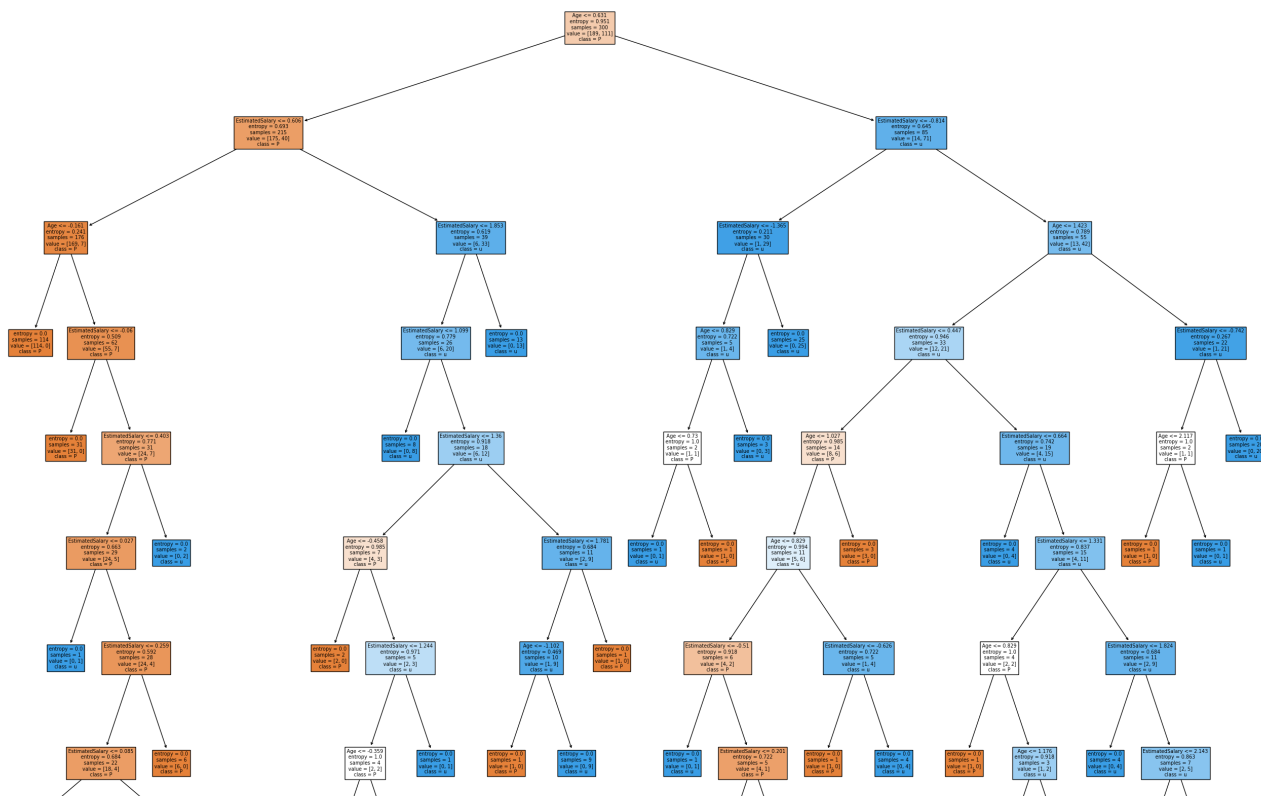 Age <= 0.631
entropy = 0.951
samples = 300
value = [189, 111]
class = P
EstimatedSalary <= 0.606
entropy = 0.693
samples = 215
value = [175, 40]
class = P
EstimatedSalary <= -0.814
entropy = 0.645
samples = 85
value = [14, 71]
class = u
Age <= -0.161
entropy = 0.241
samples = 176
value = [169, 7]
class = P
EstimatedSalary <= 1.953
entropy = 0.619
samples = 39
value = [6, 33]
class = u
EstimatedSalary <= -1.365
entropy = 0.211
samples = 30
value = [1, 29]
class = u
Age <= 1.423
entropy = 0.789
samples = 55
value = [13, 42]
class = u
entropy = 0.0
samples = 114
value = [114, 0]
class = P
EstimatedSalary <= -0.06
entropy = 0.509
samples = 62
value = [55, 7]
class = P
EstimatedSalary <= 1.099
entropy = 0.779
samples = 26
value = [6, 20]
class = u
entropy = 0.0
samples = 13
value = [0, 13]
class = u
Age <= 0.829
entropy = 0.722
samples = 5
value = [1, 4]
class = u
entropy = 0.0
samples = 25
value = [0, 25]
class = u
EstimatedSalary <= 0.447
entropy = 0.946
samples = 33
value = [12, 21]
class = u
EstimatedSalary <= -0.742
entropy = 0.267
samples = 22
value = [1, 21]
class = u
entropy = 0.0
samples = 31
value = [31, 0]
class = P
EstimatedSalary <= 0.403
entropy = 0.771
samples = 31
value = [24, 7]
class = P
entropy = 0.0
samples = 8
value = [0, 8]
class = u
EstimatedSalary <= 1.36
entropy = 0.918
samples = 18
value = [6, 12]
class = u
Age <= 0.73
entropy = 1.0
samples = 2
value = [1, 1]
class = P
entropy = 0.0
samples = 3
value = [0, 3]
class = u
Age <= 1.027
entropy = 0.985
samples = 14
value = [8, 6]
class = P
EstimatedSalary <= 0.664
entropy = 0.742
samples = 19
value = [4, 15]
class = u
Age <= 2.117
entropy = 1.0
samples = 2
value = [1, 1]
class = P
class = u
EstimatedSalary <= 0.027
entropy = 0.663
samples = 29
value = [24, 5]
class = P
entropy = 0.0
samples = 2
value = [0, 2]
class = u
Age <= -0.458
entropy = 0.985
samples = 7
value = [4, 3]
class = P
EstimatedSalary <= 1.781
entropy = 0.684
samples = 11
value = [2, 9]
class = u
entropy = 0.0
samples = 1
value = [0, 1]
class = u
entropy = 0.0
samples = 1
value = [1, 0]
class = P
Age <= 0.829
entropy = 0.994
samples = 11
value = [5, 6]
class = u
entropy = 0.0
samples = 3
value = [3, 0]
class = P
entropy = 0.0
samples = 4
value = [0, 4]
class = u
EstimatedSalary <= 1.331
entropy = 0.837
samples = 15
value = [4, 11]
class = u
entropy = 0.0
samples = 1
value = [1, 0]
class = P
entropy = 0.0
samples = 1
value = [0, 1]
class = u
entropy = 0.0
samples = 1
value = [0, 1]
class = u
EstimatedSalary <= 0.259
entropy = 0.592
samples = 28
value = [24, 4]
class = P
entropy = 0.0
samples = 2
value = [2, 0]
class = P
EstimatedSalary <= 1.244
entropy = 0.971
samples = 5
value = [2, 3]
class = u
Age <= -1.102
entropy = 0.469
samples = 10
value = [1, 9]
class = u
entropy = 0.0
samples = 1
value = [1, 0]
class = P
EstimatedSalary <= -0.51
entropy = 0.918
samples = 6
value = [4, 2]
class = P
EstimatedSalary <= -0.626
entropy = 0.722
samples = 5
value = [1, 4]
class = u
Age <= 0.829
entropy = 1.0
samples = 4
value = [2, 2]
class = P
EstimatedSalary <= 1.824
entropy = 0.684
samples = 11
value = [2, 9]
class = u
EstimatedSalary <= 0.085
entropy = 0.684
samples = 22
value = [18, 4]
class = P
entropy = 0.0
samples = 6
value = [6, 0]
class = P
Age <= -0.359
entropy = 1.0
samples = 4
value = [2, 2]
class = P
entropy = 0.0
samples = 1
value = [0, 1]
class = u
entropy = 0.0
samples = 1
value = [1, 0]
class = P
entropy = 0.0
samples = 9
value = [0, 9]
class = u
entropy = 0.0
samples = 1
value = [0, 1]
class = u
EstimatedSalary <= 0.201
entropy = 0.722
samples = 5
value = [4, 1]
class = P
entropy = 0.0
samples = 1
value = [1, 0]
class = P
entropy = 0.0
samples = 4
value = [0, 4]
class = u
entropy = 0.0
samples = 1
value = [1, 0]
class = P
Age <= 1.176
entropy = 0.918
samples = 3
value = [1, 2]
class = u
entropy = 0.0
samples = 4
value = [0, 4]
class = u
EstimatedSalary <= 2.143
entropy = 0.863
samples = 7
value = [2, 5]
class = u